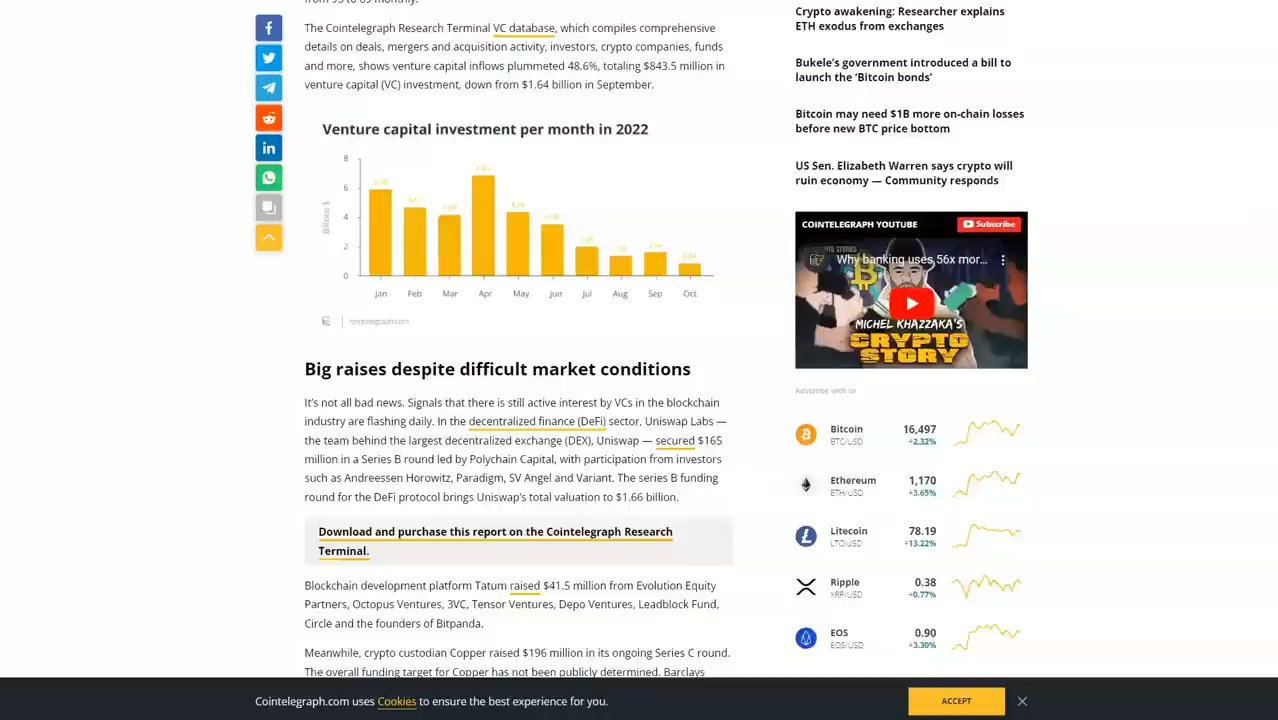 The Cointelegraph Research Terminal VC database, which compiles comprehensive
details on deals, mergers and acquisition activity, investors, crypto companies, funds
and more, shows venture capital inflows plummeted 48.6%, totaling $843.5 million in
venture capital (VC) investment, down from $1.64 billion in September.
Venture capital investment per month in 2022
Billions $
8
6
4
2
0
Jan Feb Mar Apr May Jun Jul Aug Sep Oct
cointelegraph.com
Big raises despite difficult market conditions
It's not all bad news. Signals that there is still active interest by VCs in the blockchain
industry are flashing daily. In the decentralized finance (DeFi) sector, Uniswap Labs —
the team behind the largest decentralized exchange (DEX), Uniswap — secured $165
million in a Series B round led by Polychain Capital, with participation from investors
such as Andreessen Horowitz, Paradigm, SV Angel and Variant. The series B funding
round for the DeFi protocol brings Uniswap's total valuation to $1.66 billion.
Download and purchase this report on the Cointelegraph Research
Terminal.
Blockchain development platform Tatum raised $41.5 million from Evolution Equity
Partners, Octopus Ventures, 3VC, Tensor Ventures, Depo Ventures, Leadblock Fund,
Circle and the founders of Bitpanda.
Meanwhile, crypto custodian Copper raised $196 million in its ongoing Series C round.
The overall funding target for Copper has not been publicly determined. Barclays
Crypto awakening: Researcher explains
ETH exodus from exchanges
Bukele's government introduced a bill to
launch the 'Bitcoin bonds'
Bitcoin may need $1B more on-chain losses
before new BTC price bottom
US Sen. Elizabeth Warren says crypto will
ruin economy — Community responds
COINTELEGRAPH YOUTUBE Subscribe
Why banking uses 56x mor...
MICHEL KHAZZAKA'S
CRYPTO
STORY
Advertise with us
Bitcoin 16,497
BTC/USD +2.32%
Ethereum 1,170
ETH/USD +3.65%
Litecoin 78.19
LTC/USD +13.22%
Ripple 0.38
XRP/USD +0.77%
EOS 0.90
EOS/USD +3.30%
Cointelegraph.com uses Cookies to ensure the best experience for you.
ACCEPT